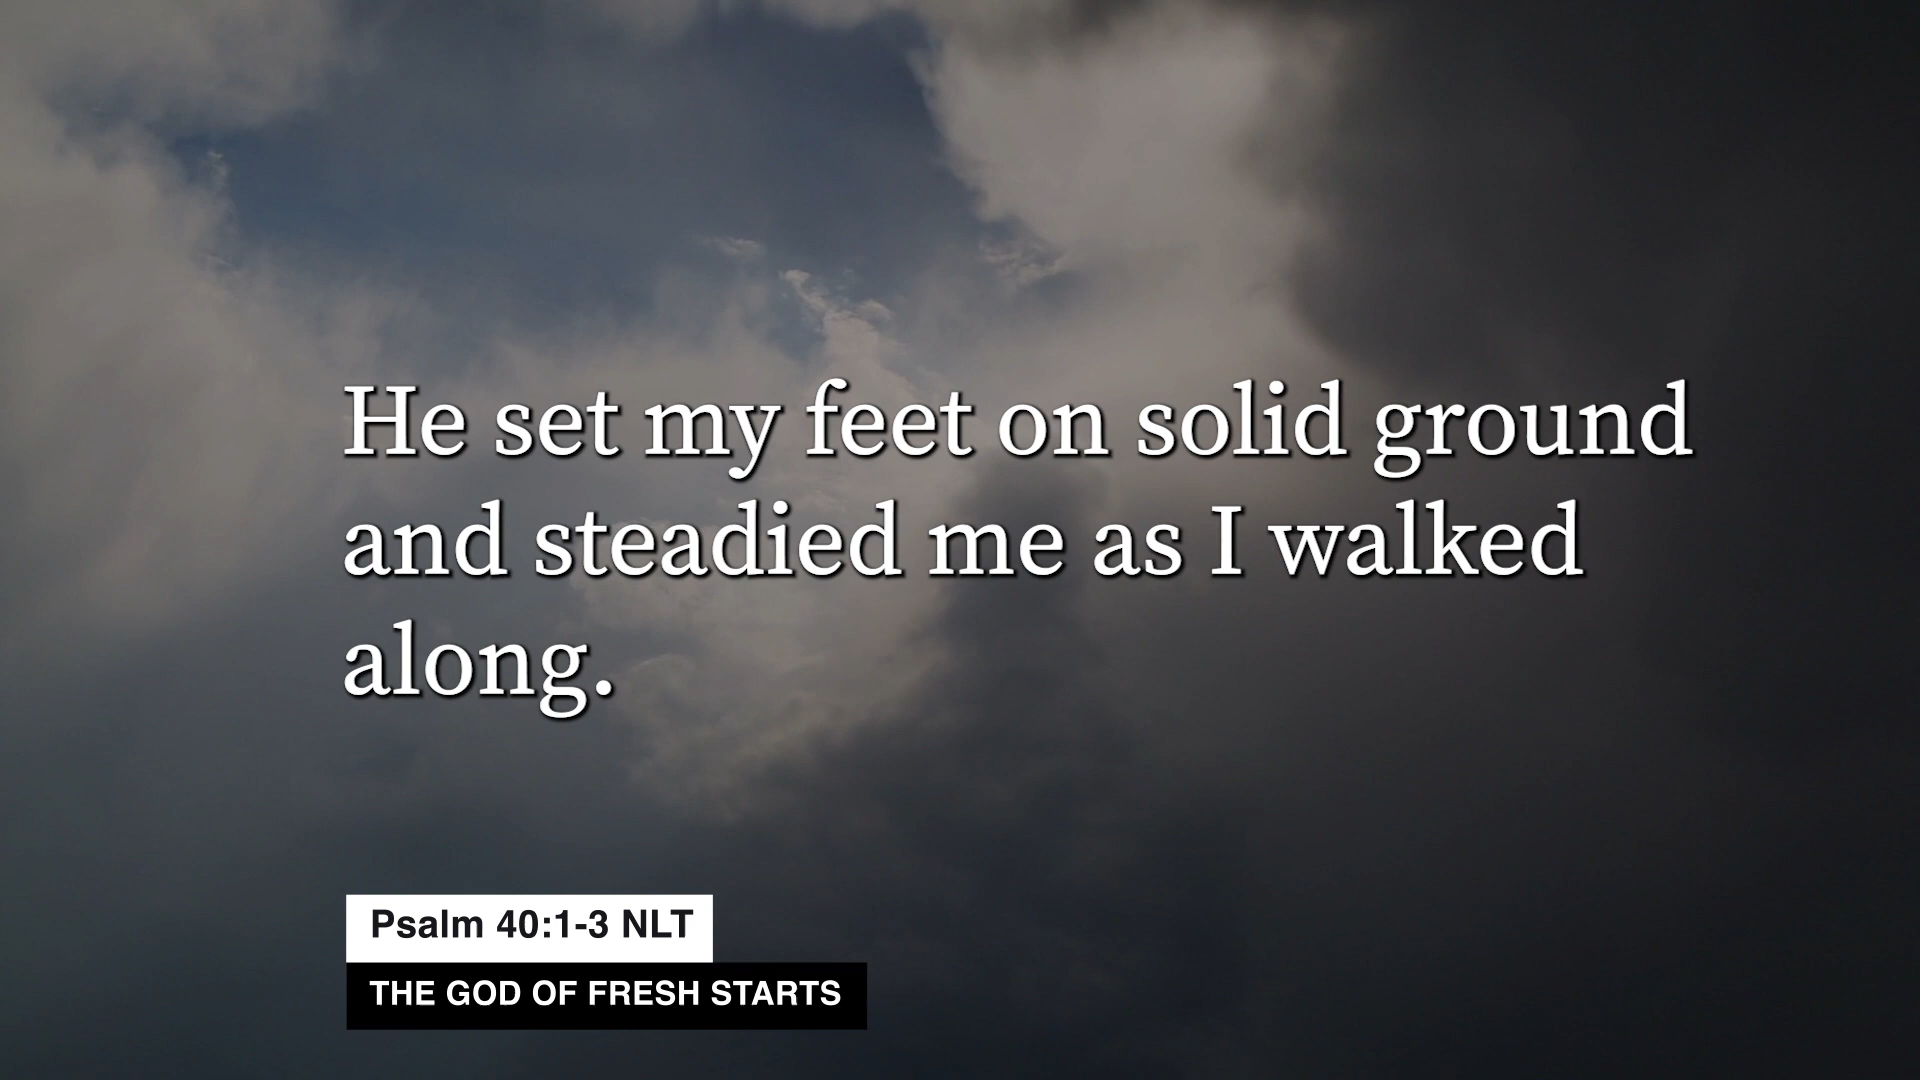 He set my feet on solid ground
and steadied me as I walked
along.
Psalm 40:1-3 NLT
THE GOD OF FRESH STARTS